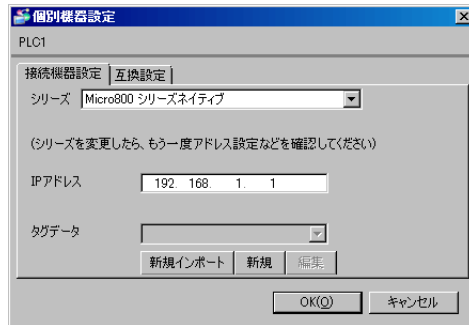 個別機器設定
PLC1
接続機器設定 互換設定
シリーズ Micro800 シリーズネイティブ
(シリーズを変更したら、もう一度アドレス設定などを確認してください)
IPアドレス 192. 168. 1. 1
タグデータ
新規インポート 新規 編集
OK(O) キャンセル